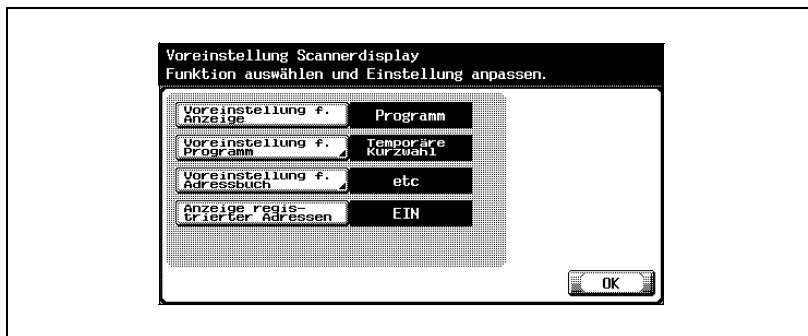 Voreinstellung Scannerdisplay
Funktion auswählen und Einstellung anpassen.
Voreinstellung f.
Anzeige
Programm
Voreinstellung f.
Programm
Temporäre
Kurzwahl
Voreinstellung f.
Adressbuch
etc
Anzeige regis-
trierter Adressen
EIN
OK